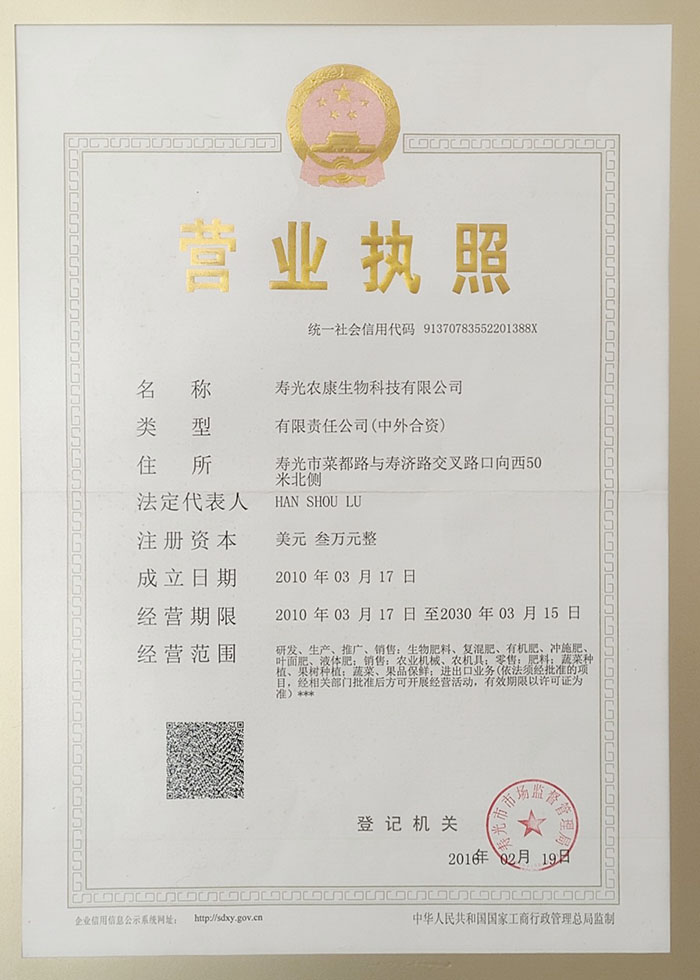 营业执照
统一社会信用代码 91370783552201388X
名称 寿光农康生物科技有限公司
类型 有限责任公司(中外合资)
住所 寿光市菜都路与寿济路交叉路口向西50
米北侧
法定代表人 HAN SHOU LU
注册资本 美元 叁万元整
成立日期 2010 年 03 月 17 日
经营期限 2010 年 03 月 17 日 至2030 年 03 月 15 日
经营范围 研发、生产、推广、销售：生物肥料、复混肥、有机肥、冲施肥、
叶面肥、液体肥；销售：农业机械、农机具；零售：肥料；蔬菜种
植、果树种植；蔬菜、果品保鲜；进出口业务(依法须经批准的项
目，经相关部门批准后方可开展经营活动，有效期限以许可证为
准）***
登记机关
寿光市市场监督管理局
2016年 02月 19日
企业信用信息公示系统网址： http://sdxy.gov.cn
中华人民共和国国家工商行政管理总局监制